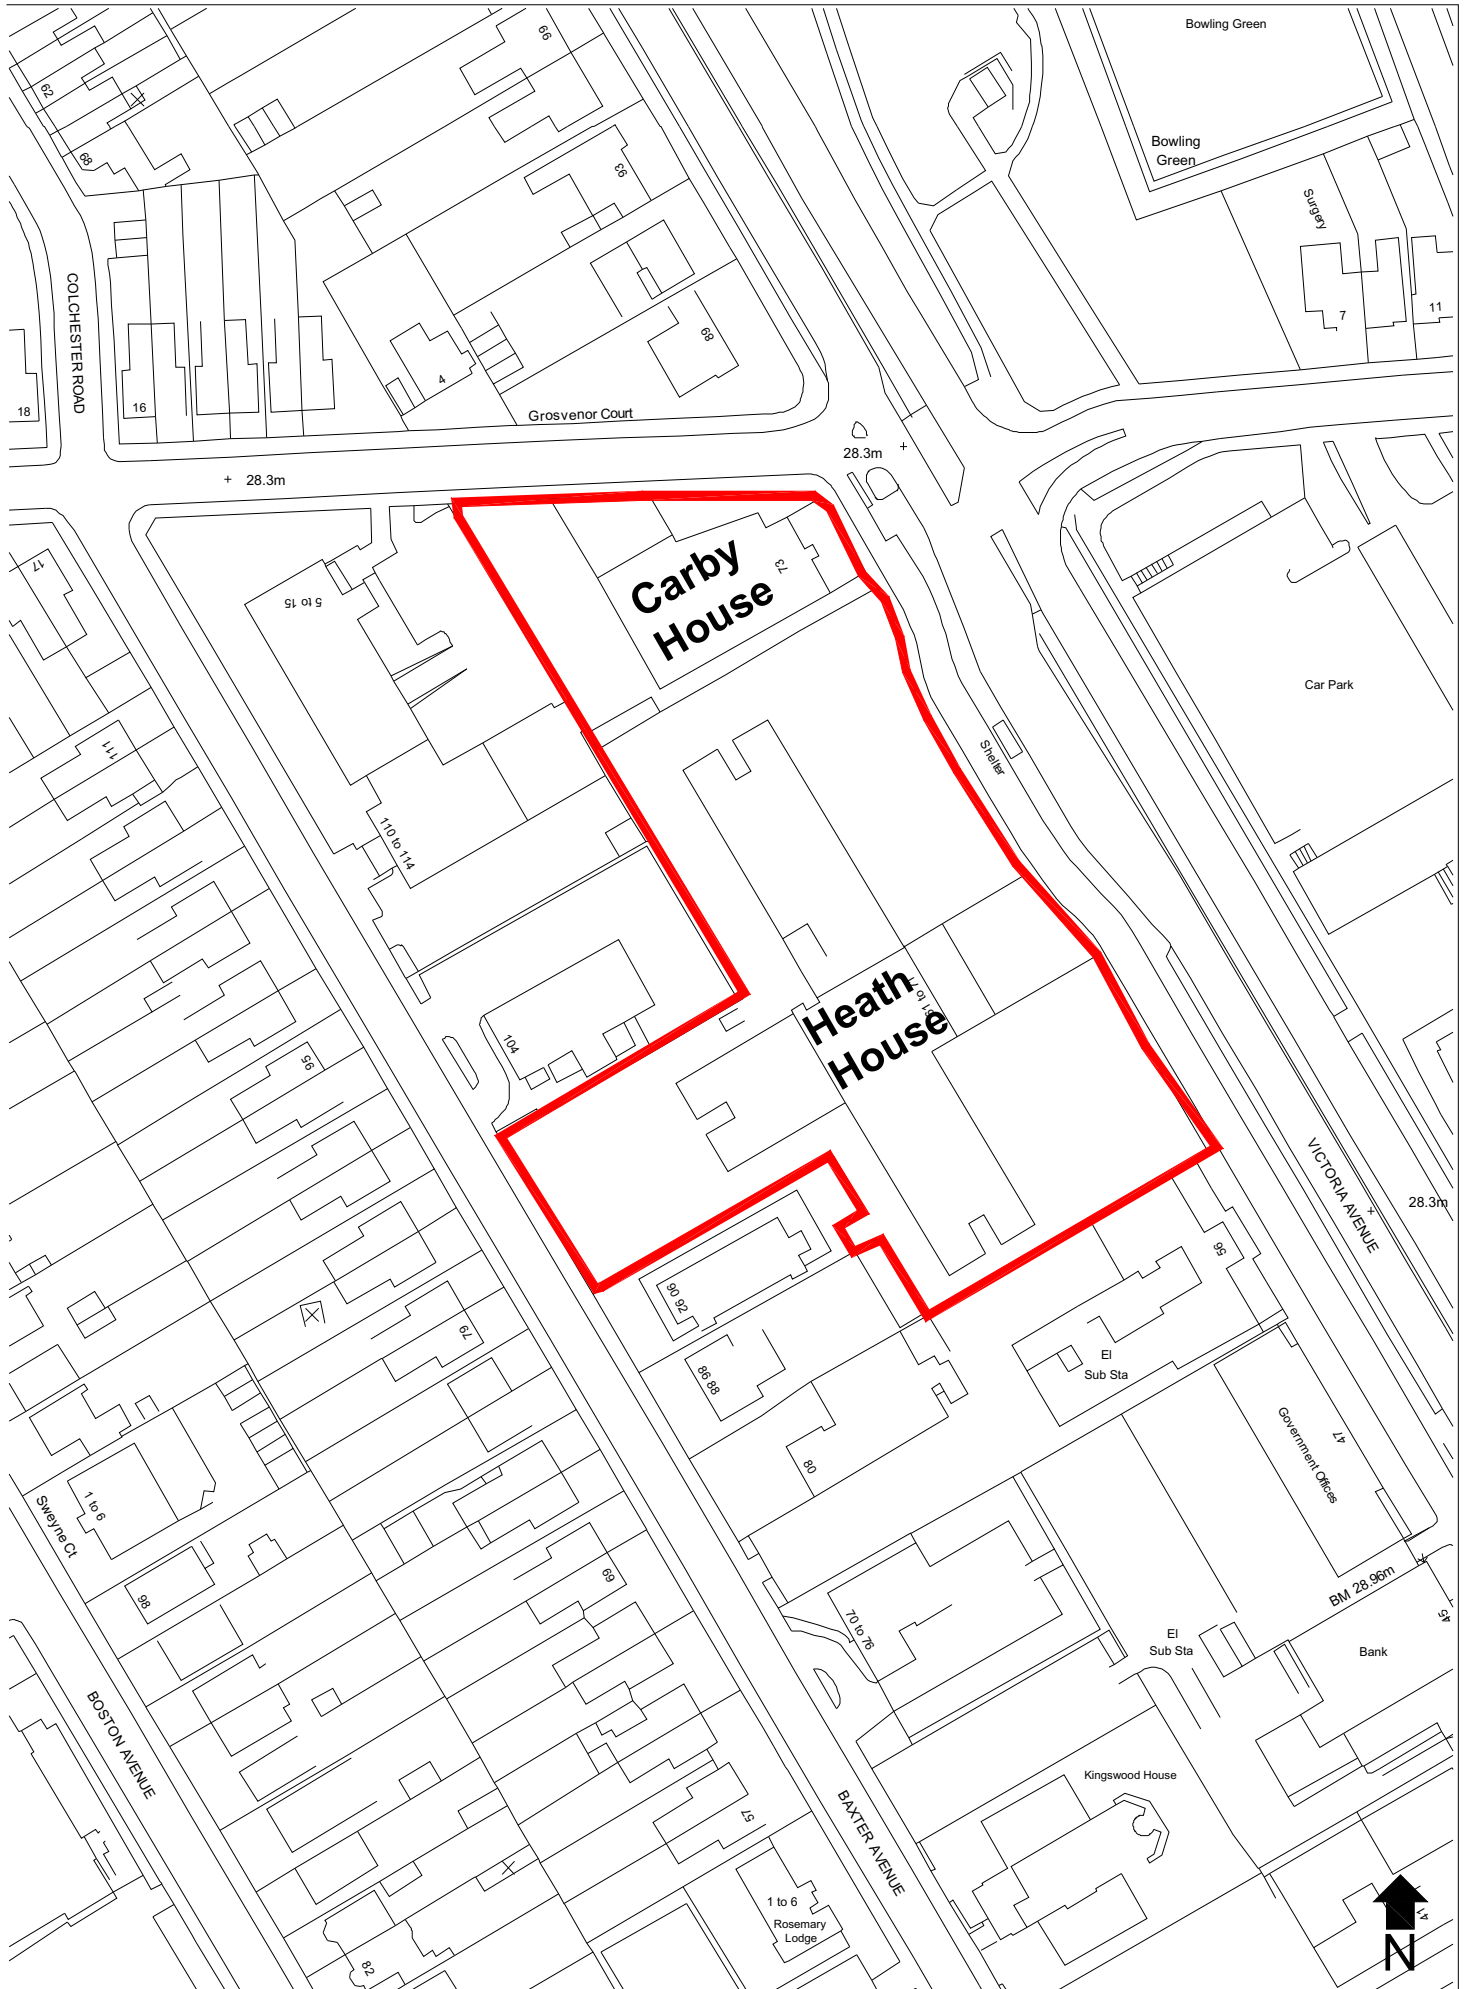 Bowling Green
66
62
Bowling
Green
68
93
Surgery
COLCHESTER ROAD
7
11
89
4
16
18
Grosvenor Court
28.3m
28.3m
Carby
House
73
17
5 to 15
Car Park
111
Shelter
110 to 114
Heath
House
104
95
VICTORIA AVENUE
28.3m
56
90 92
79
El
Sub Sta
86 88
Government Offices
47
80
Sweyne Ct
1 to 6
98
69
BM 28.96m
45
70 to 76
El
Sub Sta
Bank
BOSTON AVENUE
Kingswood House
57
BAXTER AVENUE
1 to 6
Rosemary
Lodge
82
41
N